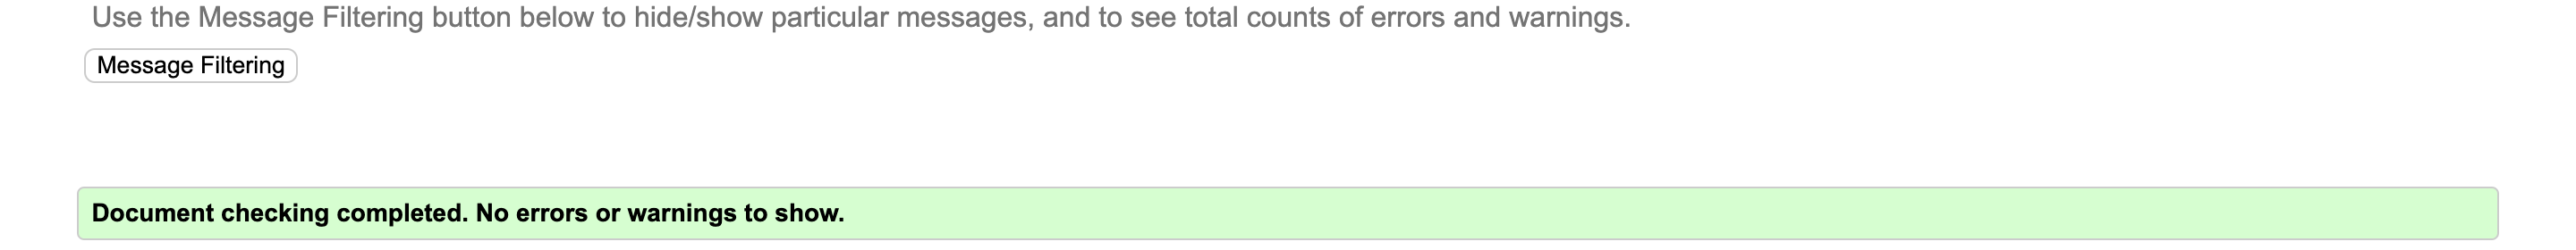 Use the Message Filtering button below to hide/show particular messages, and to see total counts of errors and warnings.
Message Filtering
Document checking completed. No errors or warnings to show.